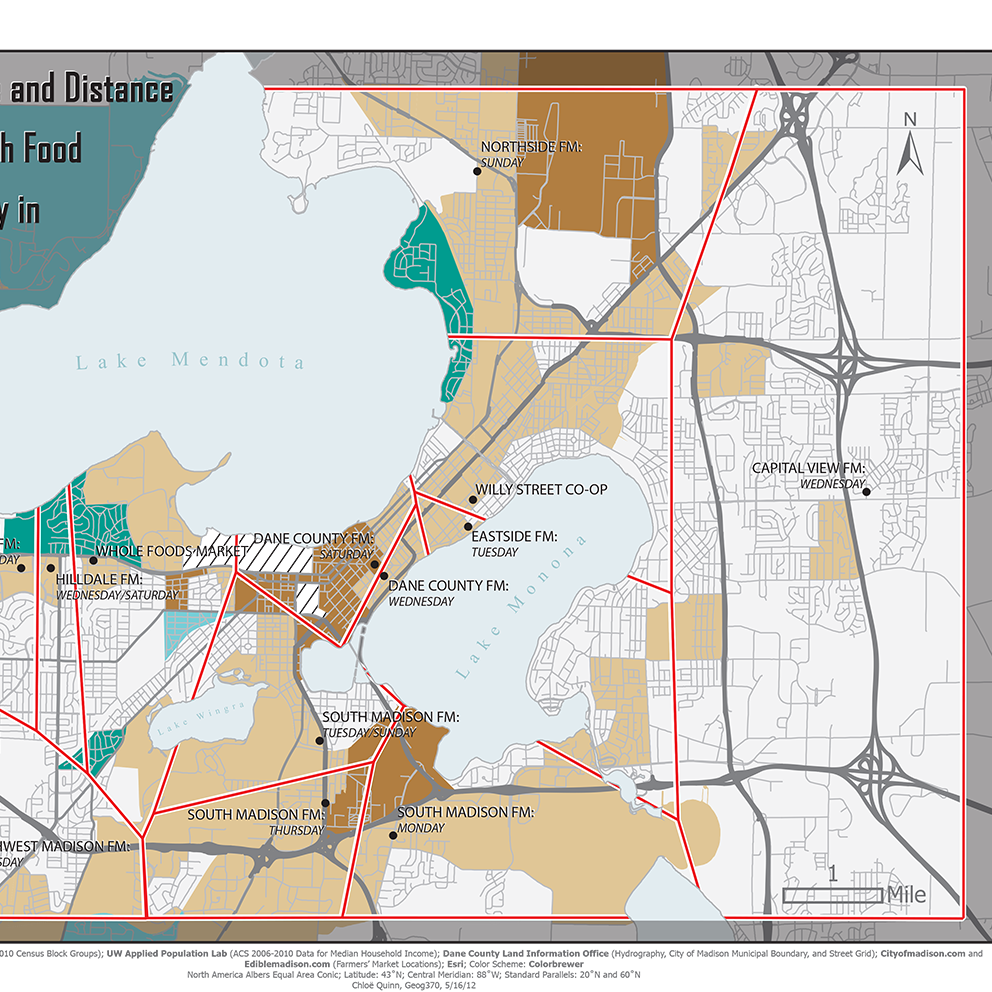 and Distance
h Food
y in
N
NORTHSIDE FM:
SUNDAY
Lake Mendota
CAPITAL VIEW FM:
WEDNESDAY
WILLY STREET CO-OP
EASTSIDE FM:
TUESDAY
DANE COUNTY FM:
SATURDAY
WHOLE FOODS MARKET
FM:
DAY
HILLDALE FM:
WEDNESDAY/SATURDAY
DANE COUNTY FM:
WEDNESDAY
Lake Monona
Lake Wingra
SOUTH MADISON FM:
TUESDAY/SUNDAY
SOUTH MADISON FM:
THURSDAY
SOUTH MADISON FM:
MONDAY
HWEST MADISON FM:
SDAY
1
Mile
010 Census Block Groups); UW Applied Population Lab (ACS 2006-2010 Data for Median Household Income); Dane County Land Information Office (Hydrography, City of Madison Municipal Boundary, and Street Grid); Cityofmadison.com and
Ediblemadison.com (Farmers' Market Locations); Esri; Color Scheme: Colorbrewer
North America Albers Equal Area Conic; Latitude: 43°N; Central Meridian: 88°W; Standard Parallels: 20°N and 60°N
Chloë Quinn, Geog370, 5/16/12